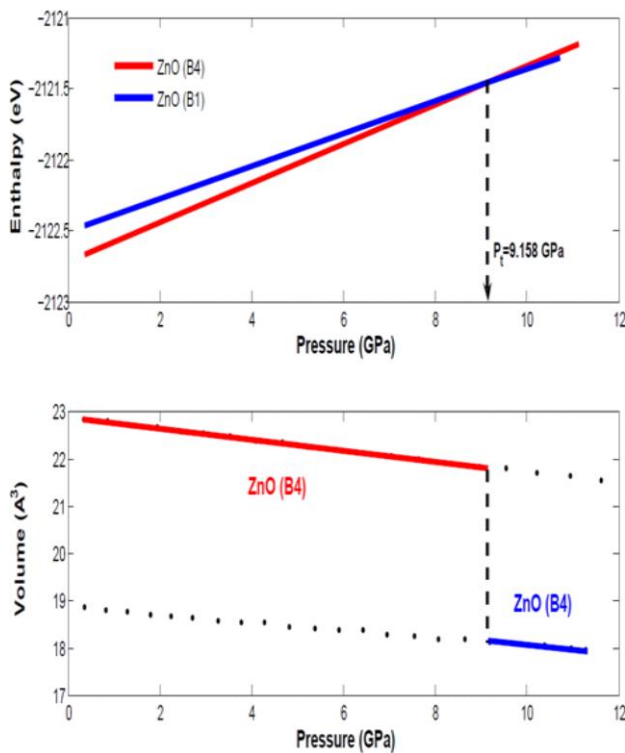 −2121
−2121.5
−2122
−2122.5
−2123
Enthalpy (eV)
ZnO (B4)
ZnO (B1)
Pt=9.158 GPa
0 2 4 6 8 10 12
Pressure (GPa)
23
22
21
20
19
18
17
Volume (A³)
ZnO (B4)
ZnO (B4)
0 2 4 6 8 10 12
Pressure (GPa)